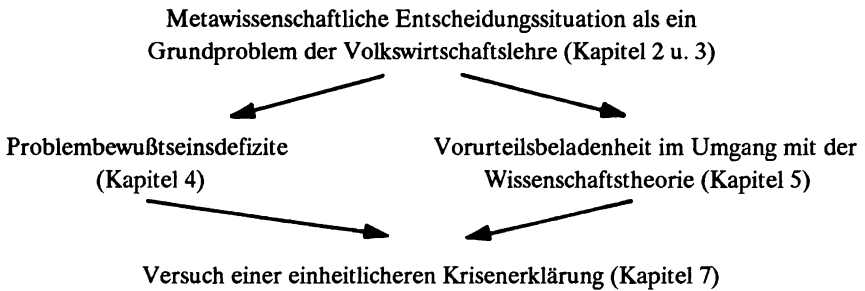 Metawissenschaftliche Entscheidungssituation als ein
Grundproblem der Volkswirtschaftslehre (Kapitel 2 u. 3)
Problembewußtseinsdefizite
(Kapitel 4)
Vorurteilsbeladenheit im Umgang mit der
Wissenschaftstheorie (Kapitel 5)
Versuch einer einheitlicheren Krisenerklärung (Kapitel 7)